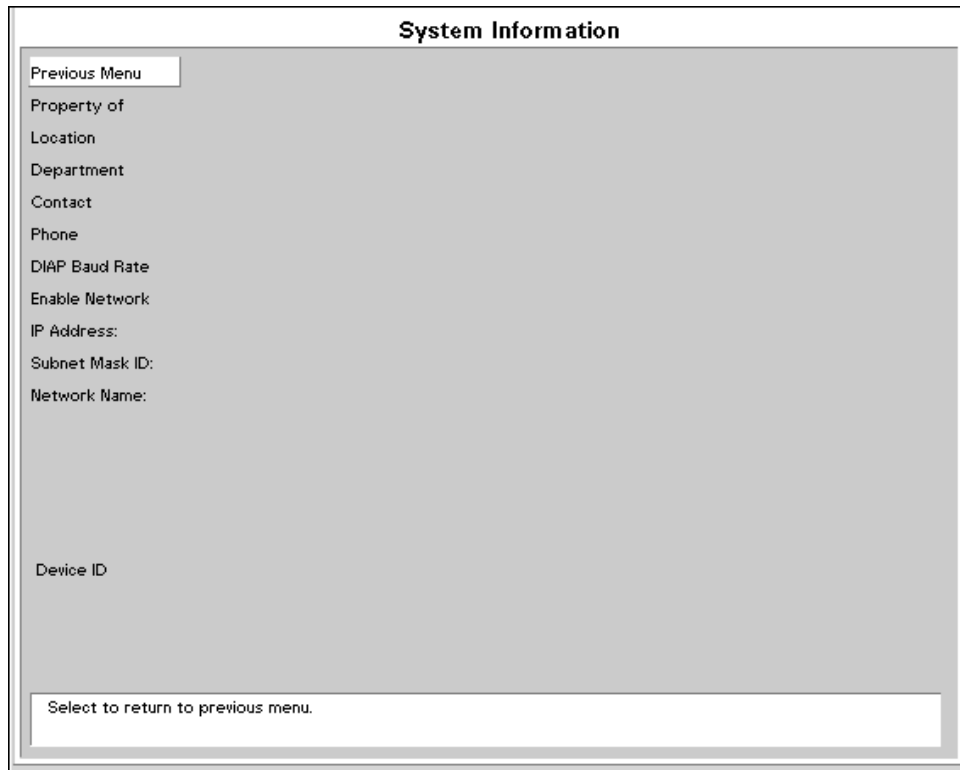 System Information
Previous Menu
Property of
Location
Department
Contact
Phone
DIAP Baud Rate
Enable Network
IP Address:
Subnet Mask ID:
Network Name:
Device ID
Select to return to previous menu.